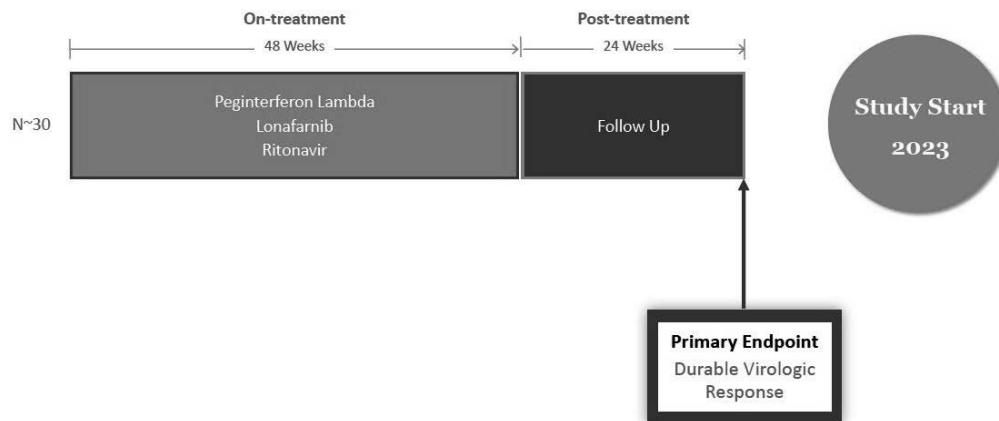 On-treatment
Post-treatment
48 Weeks
24 Weeks
N~30
Peginterferon Lambda
Lonafarnib
Ritonavir
Follow Up
Study Start
2023
Primary Endpoint
Durable Virologic
Response